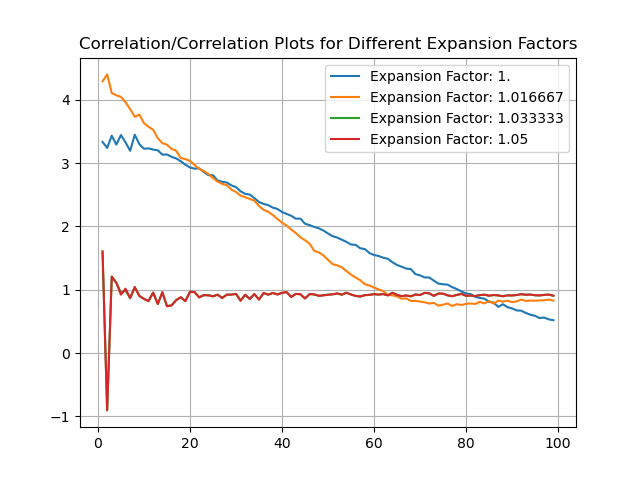 Correlation/Correlation Plots for Different Expansion Factors
Expansion Factor: 1.
Expansion Factor: 1.016667
Expansion Factor: 1.033333
Expansion Factor: 1.05
4
3
2
1
0
−1
0 20 40 60 80 100